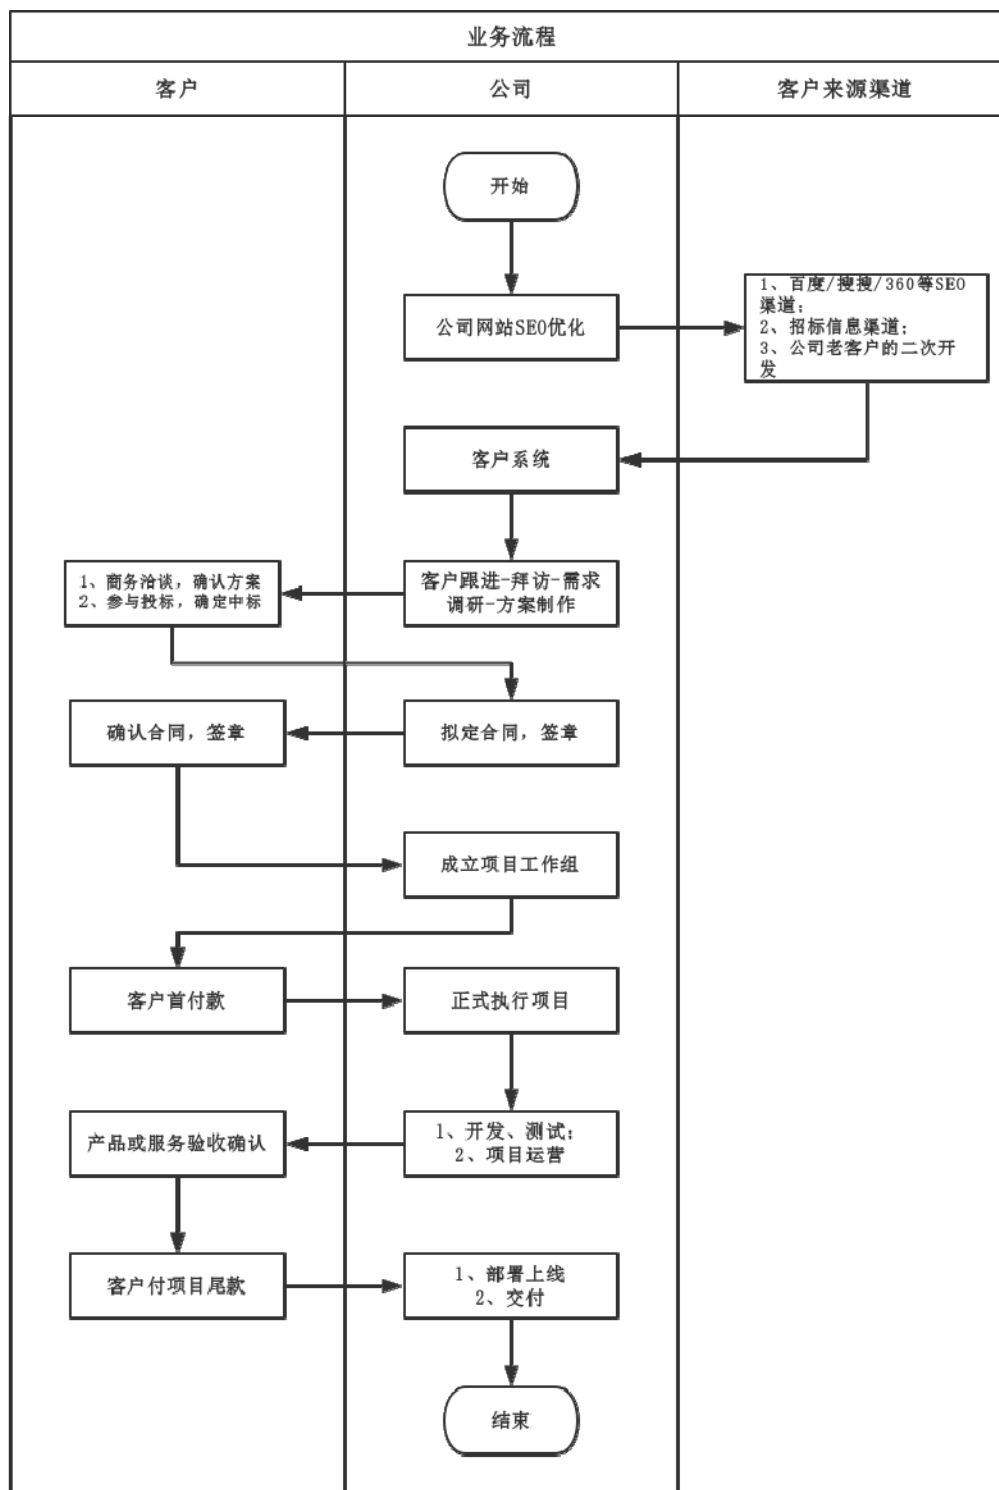 业务流程
客户
公司
客户来源渠道
开始
公司网站SEO优化
1、百度/搜搜/360等SEO
渠道；
2、招标信息渠道；
3、公司老客户的二次开
发
客户系统
客户跟进-拜访-需求
调研-方案制作
1、商务洽谈，确认方案
2、参与投标，确定中标
拟定合同，签章
确认合同，签章
成立项目工作组
客户首付款
正式执行项目
1、开发、测试；
2、项目运营
产品或服务验收确认
客户付项目尾款
1、部署上线
2、交付
结束